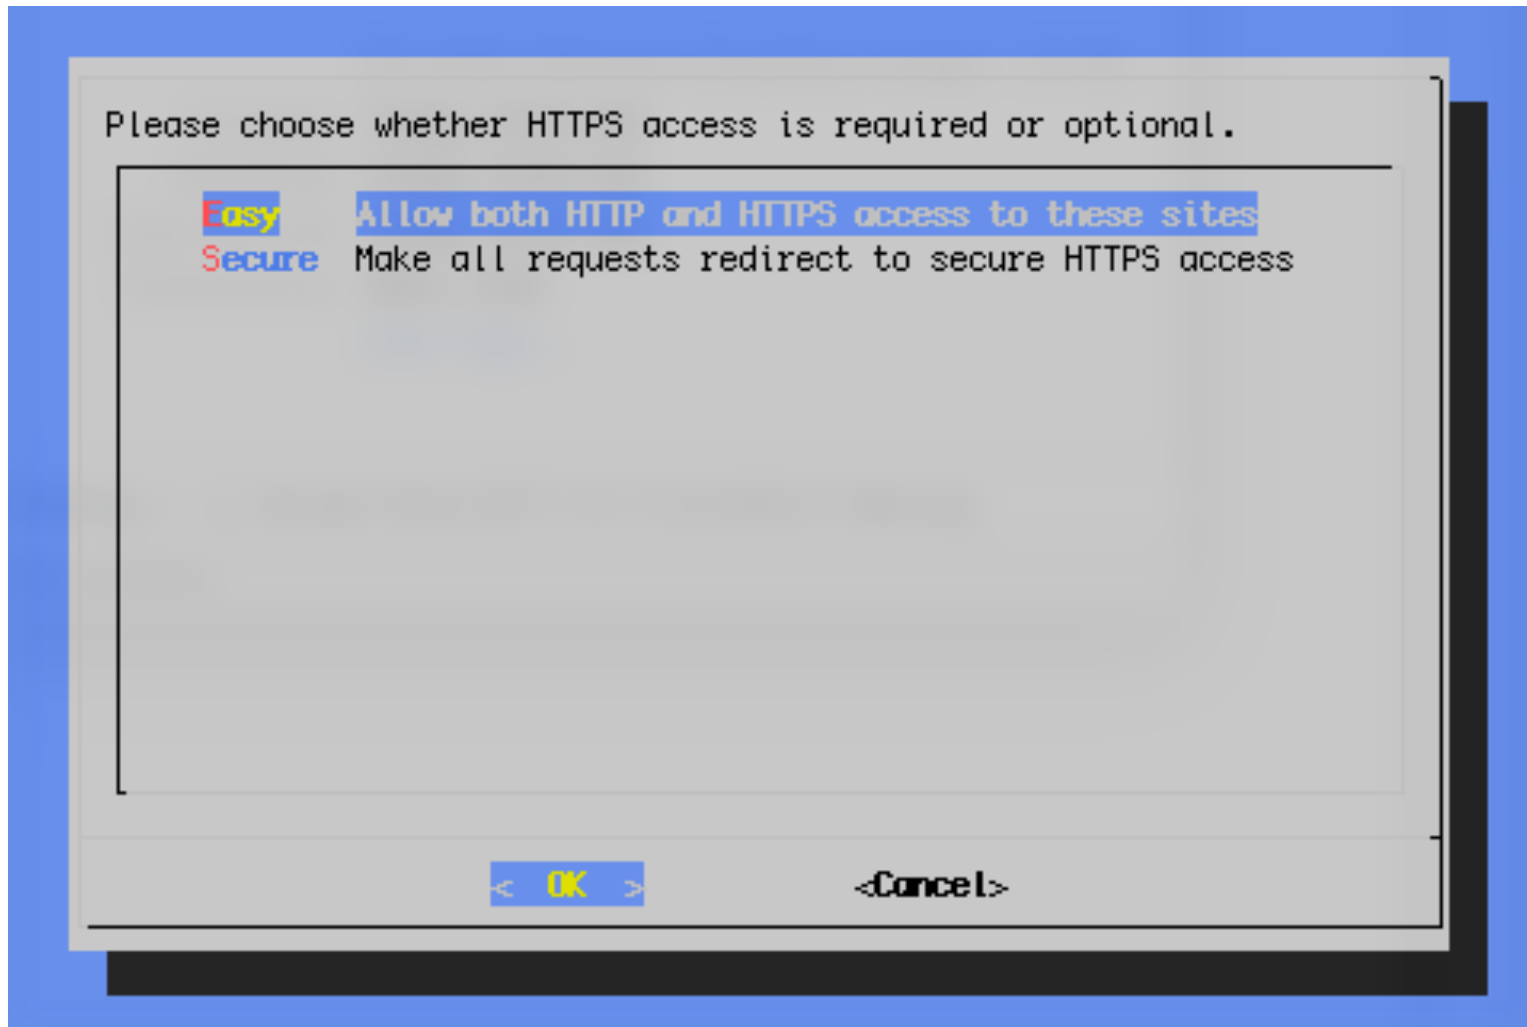 Please choose whether HTTPS access is required or optional.
Easy Allow both HTTP and HTTPS access to these sites
Secure Make all requests redirect to secure HTTPS access
< OK > <Cancel>